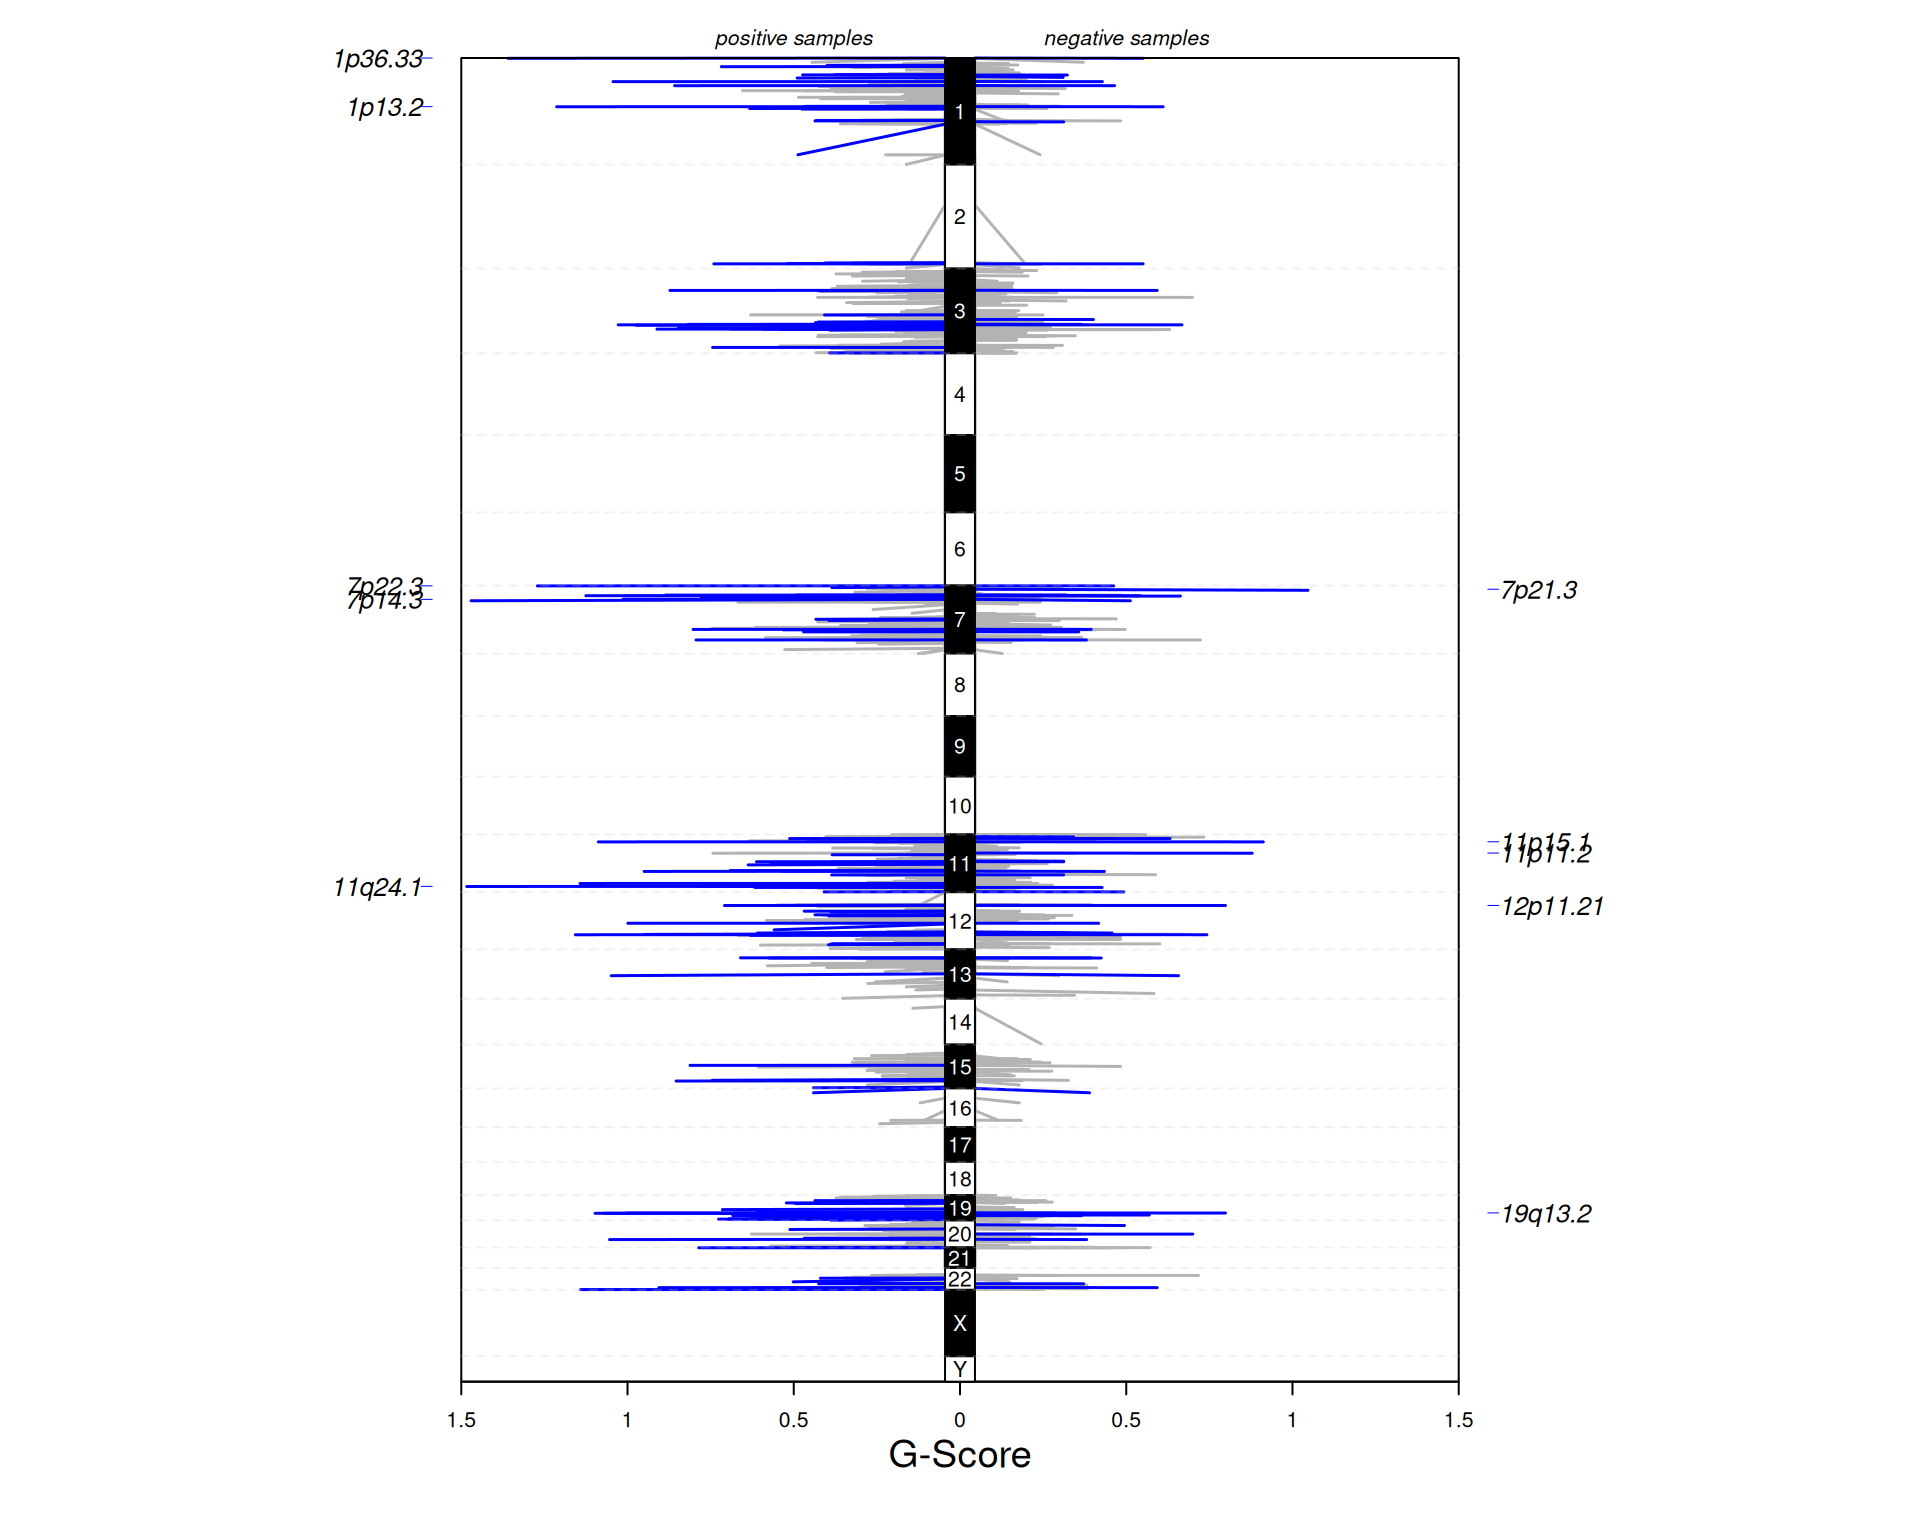 positive samples
negative samples
1p36.33
1p13.2
7p22.3
7p14.3
11q24.1
1
2
3
4
5
6
7
8
9
10
11
12
13
14
15
16
17
18
19
20
21
22
X
Y
7p21.3
11p15.1
11p11.2
12p11.21
19q13.2
1.5 1 0.5 0 0.5 1 1.5
G-Score